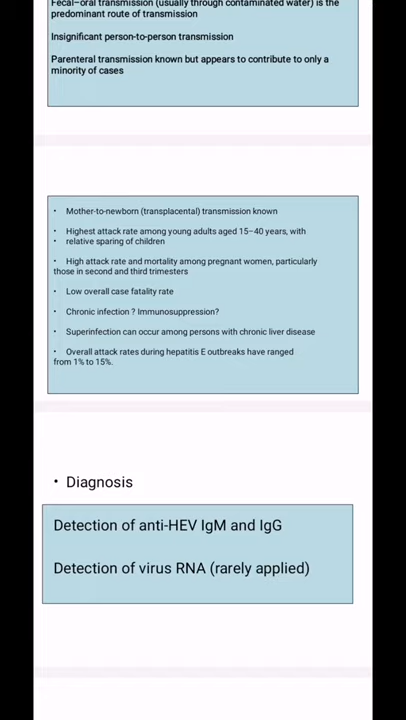 Fecal–oral transmission (usually through contaminated water) is the
predominant route of transmission
Insignificant person-to-person transmission
Parenteral transmission known but appears to contribute to only a
minority of cases
• Mother-to-newborn (transplacental) transmission known
• Highest attack rate among young adults aged 15–40 years, with
• relative sparing of children
• High attack rate and mortality among pregnant women, particularly
those in second and third trimesters
• Low overall case fatality rate
• Chronic infection ? Immunosuppression?
• Superinfection can occur among persons with chronic liver disease
• Overall attack rates during hepatitis E outbreaks have ranged
from 1% to 15%.
• Diagnosis
Detection of anti-HEV IgM and IgG
Detection of virus RNA (rarely applied)